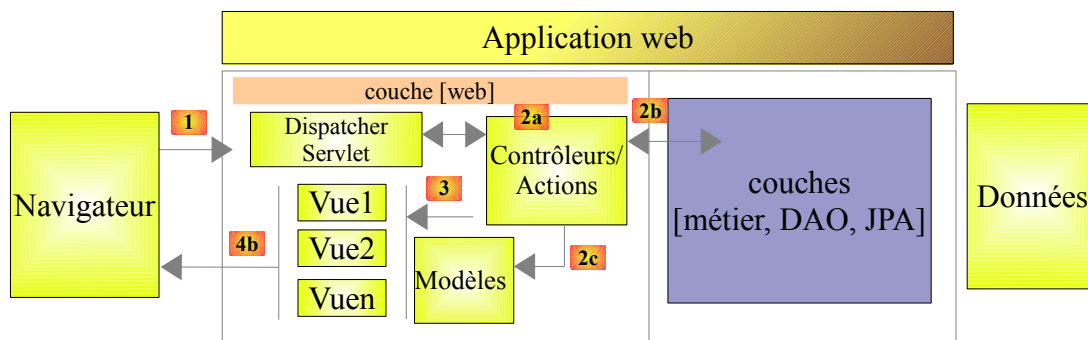 Application web
couche [web]
1
Dispatcher
Servlet
2a
2b
Contrôleurs/
Actions
Navigateur
Vue1
3
couches
[métier, DAO, JPA]
Données
4b
Vue2
2c
Modèles
Vuen